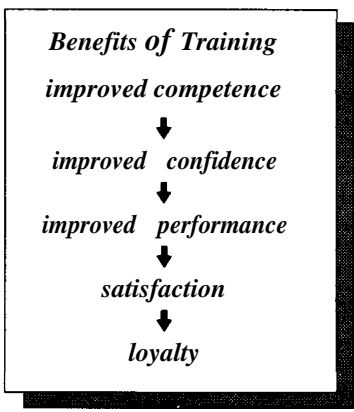 Benefits of Training
improved competence
improved confidence
improved performance
satisfaction
loyalty